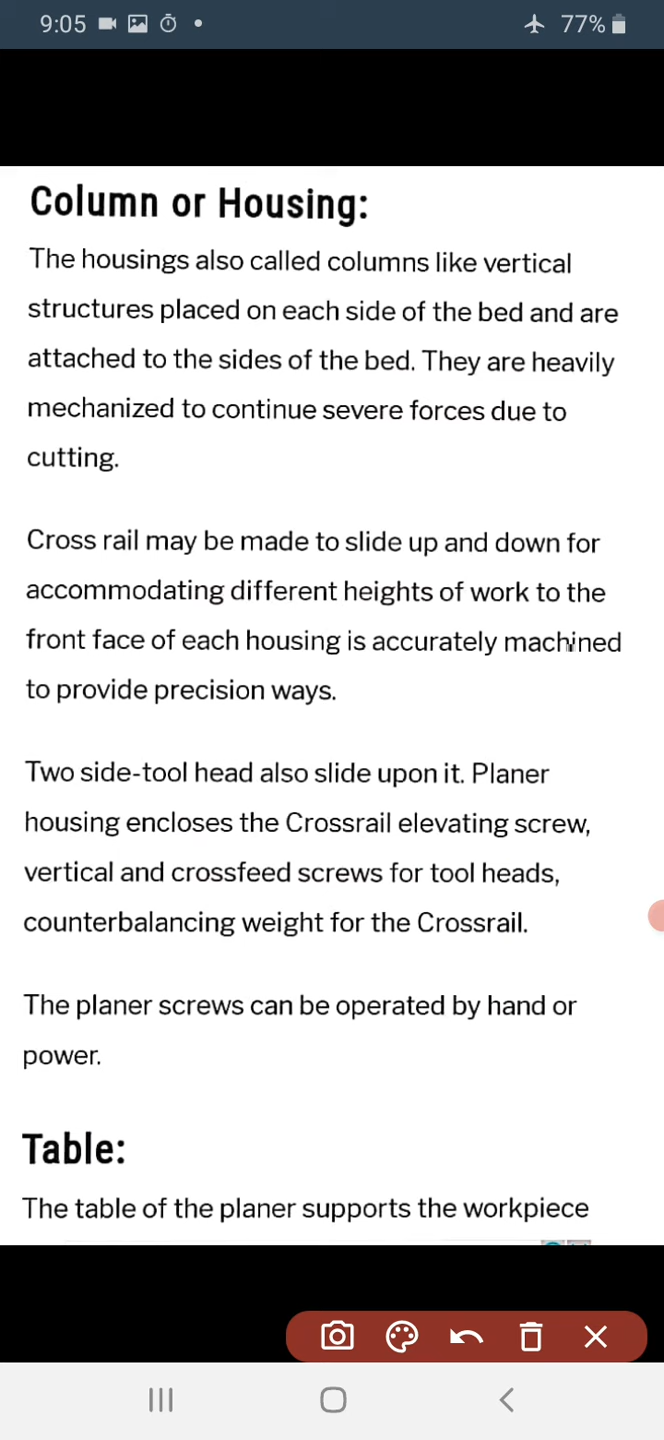 9:05
77%
Column or Housing:
The housings also called columns like vertical
structures placed on each side of the bed and are
attached to the sides of the bed. They are heavily
mechanized to continue severe forces due to
cutting.
Cross rail may be made to slide up and down for
accommodating different heights of work to the
front face of each housing is accurately machined
to provide precision ways.
Two side-tool head also slide upon it. Planer
housing encloses the Crossrail elevating screw,
vertical and crossfeed screws for tool heads,
counterbalancing weight for the Crossrail.
The planer screws can be operated by hand or
power.
Table:
The table of the planer supports the workpiece